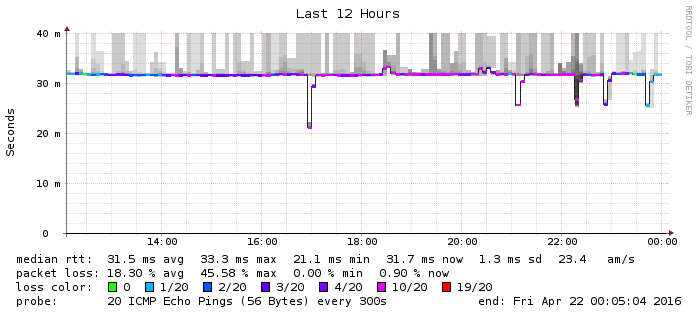 Last 12 Hours
RRDTOOL / TOBI OETIKER
Seconds
40 m
30 m
20 m
10 m
0
14:00 16:00 18:00 20:00 22:00 00:00
median rtt: 31.5 ms avg 33.3 ms max 21.1 ms min 31.7 ms now 1.3 ms sd 23.4 am/s
packet loss: 18.30 % avg 45.58 % max 0.00 % min 0.90 % now
loss color: 0 1/20 2/20 3/20 4/20 10/20 19/20
probe: 20 ICMP Echo Pings (56 Bytes) every 300s end: Fri Apr 22 00:05:04 2016